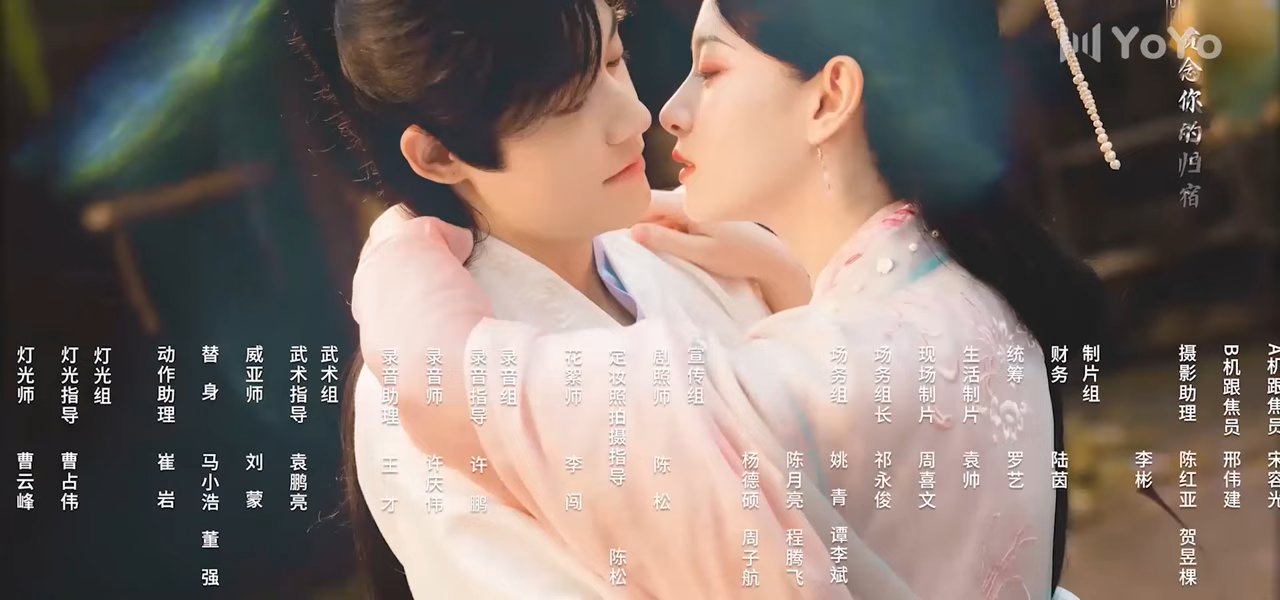 YoYo
念你的归宿
A机跟焦员 宋容光
B机跟焦员 邢伟建
摄影助理 陈红亚 贺昱棵
李彬
制片组
财务 陆茵
统筹 罗艺
生活制片 袁帅
现场制片 周喜文
场务组长 祁永俊
场务组 姚青 谭李斌
陈月亮 程腾飞
杨德硕 周子航
宣传组
剧照师 陈松
定妆照拍摄指导 陈松
花絮师 李闯
录音组
录音指导 许鹏
录音师 许庆伟
录音助理 王才
武术组
武术指导 袁鹏亮
威亚师 刘蒙
替身 马小浩 董强
动作助理 崔岩
灯光组
灯光指导 曹占伟
灯光师 曹云峰